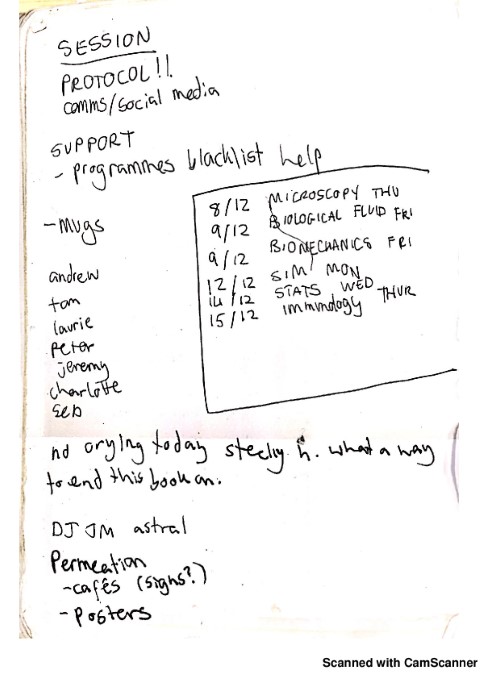 SESSION
PROTOCOL!!
comms/social media
SUPPORT
- programmes blacklist help
- mugs
8/12 MICROSCOPY THU
9/12 BIOLOGICAL FLUID FRI
9/12 BIOMECHANICS FRI
12/12 SIM MON
14/12 STATS WED
15/12 immunology THUR
andrew
tom
laurie
Peter
jeremy
charlotte
seb
no crying today steely h. what a way
to end this book on.
DJ JM astral
Permeation
- cafés (signs?)
- posters
Scanned with CamScanner